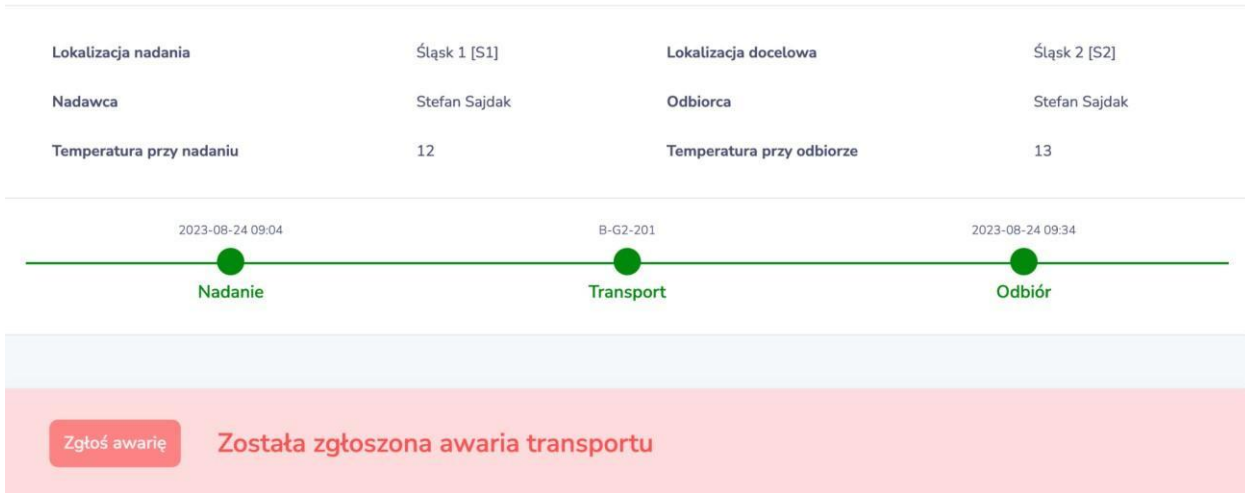 Lokalizacja nadania Śląsk 1 [S1] Lokalizacja docelowa Śląsk 2 [S2]
Nadawca Stefan Sajdak Odbiorca Stefan Sajdak
Temperatura przy nadaniu 12 Temperatura przy odbiorze 13
2023-08-24 09:04 B-G2-201 2023-08-24 09:34
Nadanie Transport Odbiór
Zgłoś awarię Została zgłoszona awaria transportu